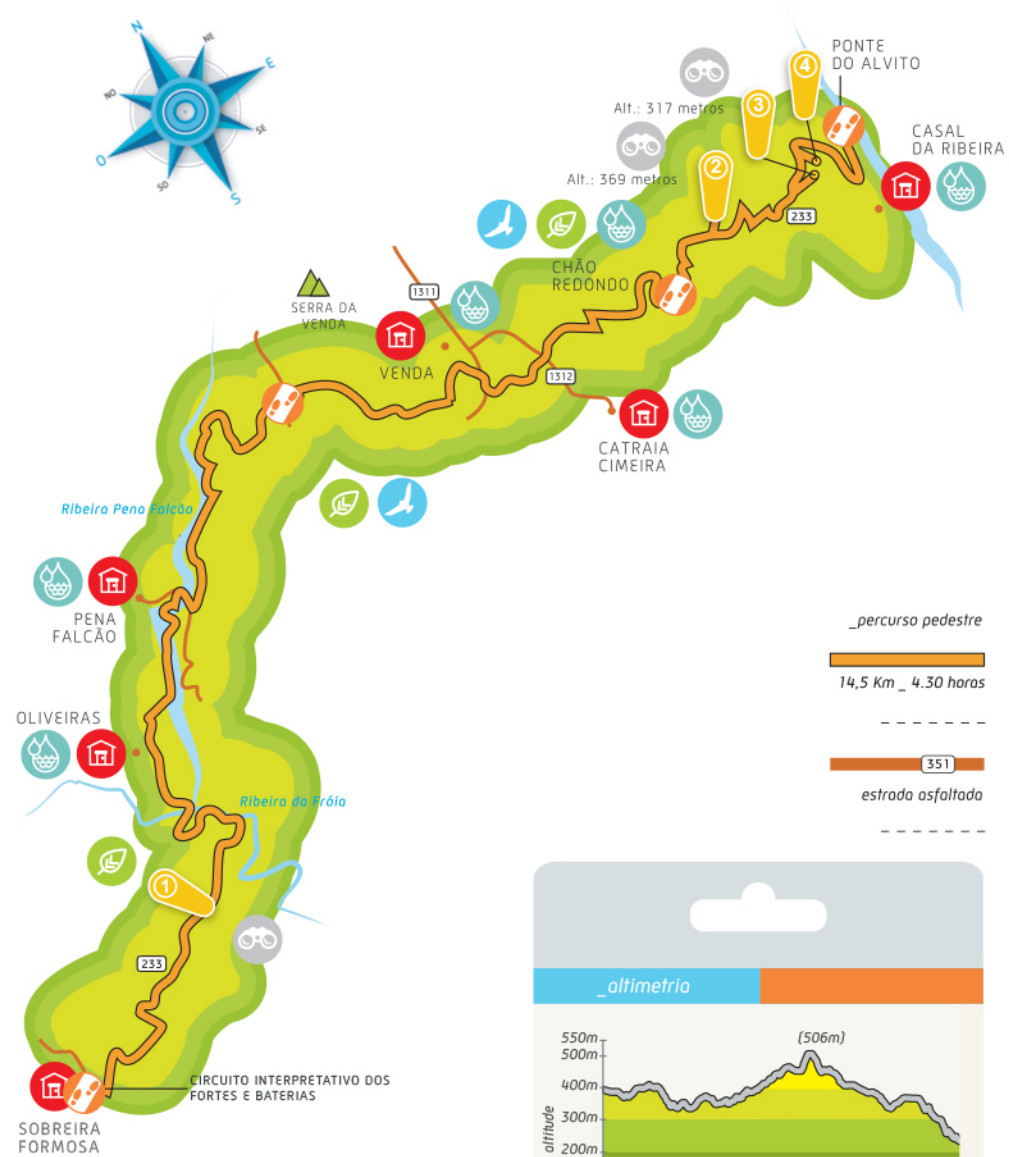 N
NE
E
SE
S
SO
O
NO
4
PONTE
DO ALVITO
3
Alt.: 317 metros
CASAL
DA RIBEIRA
2
Alt.: 369 metros
233
CHÃO
REDONDO
1311
SERRA DA
VENDA
VENDA
1312
CATRAIA
CIMEIRA
Ribeira Pena Falcão
PENA
FALCÃO
_percurso pedestre
14,5 Km _ 4.30 horas
OLIVEIRAS
351
estrada asfaltada
Ribeira da Fróia
1
233
_altimetria
CIRCUITO INTERPRETATIVO DOS
FORTES E BATERIAS
SOBREIRA
FORMOSA
(506m)
550m
500m
400m
300m
200m
altitude